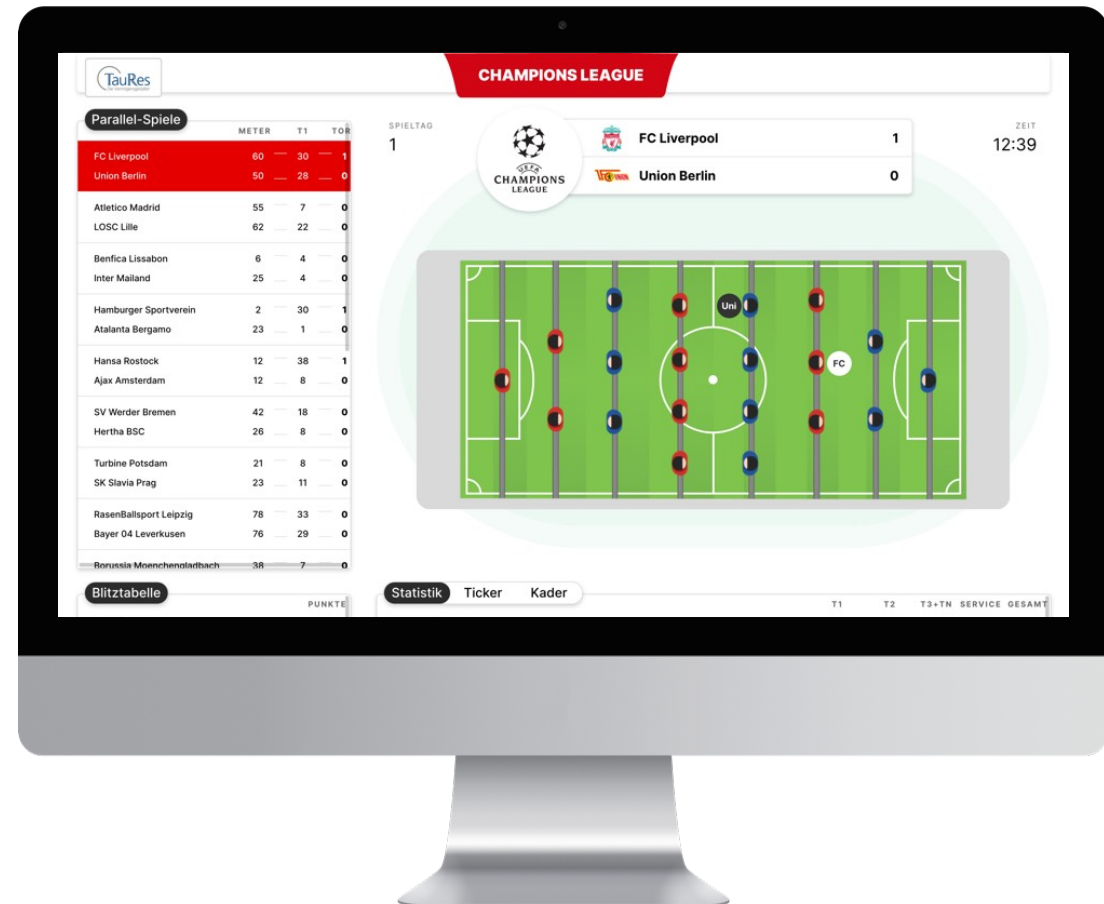 TauRes
CHAMPIONS LEAGUE
Parallel-Spiele
METER T1 TOR
FC Liverpool 60 30 1
Union Berlin 50 28 0
Atletico Madrid 55 7 0
LOSC Lille 62 22 0
Benfica Lissabon 6 4 0
Inter Mailand 25 4 0
Hamburger Sportverein 2 30 1
Atalanta Bergamo 23 1 0
Hansa Rostock 12 38 1
Ajax Amsterdam 12 8 0
SV Werder Bremen 42 18 0
Hertha BSC 26 8 0
Turbine Potsdam 21 8 0
SK Slavia Prag 23 11 0
RasenBallsport Leipzig 78 33 0
Bayer 04 Leverkusen 76 29 0
Borussia Moenchengladbach 38 7 0
SPIELTAG
1
UEFA
CHAMPIONS
LEAGUE
FC Liverpool 1
Union Berlin 0
ZEIT
12:39
Uni
FC
Blitztabelle
PUNKTE
Statistik Ticker Kader
T1 T2 T3+TN SERVICE GESAMT